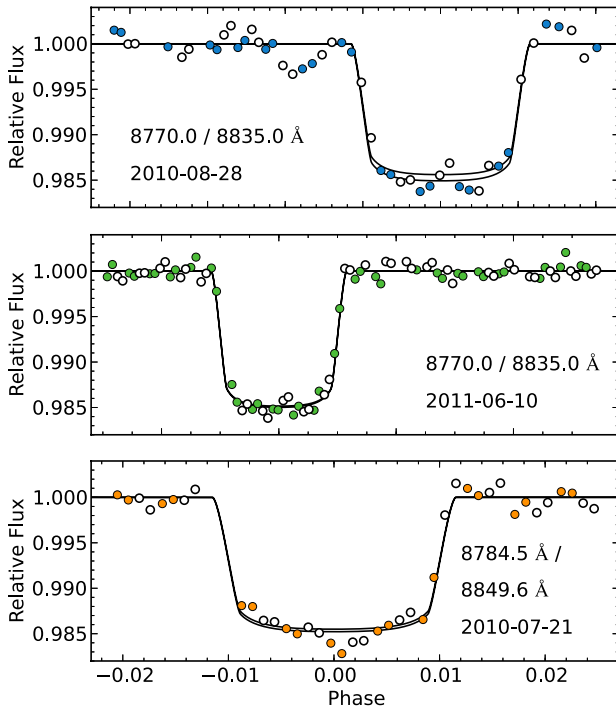 1.000
0.995
0.990
0.985
Relative Flux
8770.0 / 8835.0 Å
2010-08-28
1.000
0.995
0.990
0.985
Relative Flux
8770.0 / 8835.0 Å
2011-06-10
1.000
0.995
0.990
0.985
Relative Flux
8784.5 Å /
8849.6 Å
2010-07-21
−0.02 −0.01 0.00 0.01 0.02
Phase